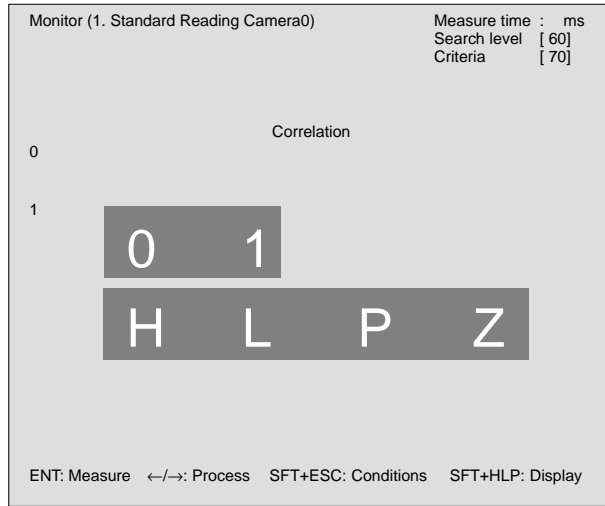 Monitor (1. Standard Reading Camera0) Measure time : ms
Search level [ 60]
Criteria [ 70]
Correlation
0
1
0 1
H L P Z
ENT: Measure ←/→: Process SFT+ESC: Conditions SFT+HLP: Display